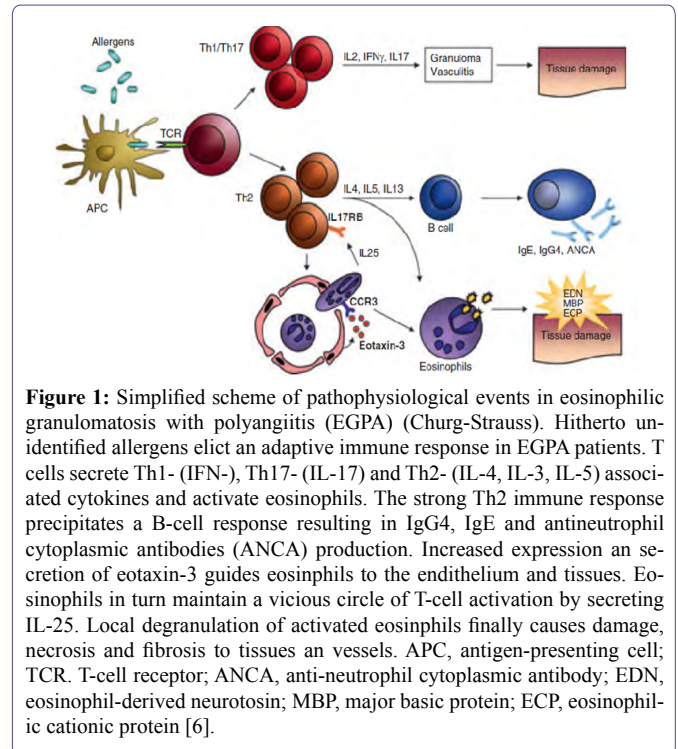 Allergens
Th1/Th17
IL2, IFNγ, IL17
Granuloma
Vasculitis
Tissue damage
TCR
APC
Th2
IL4, IL5, IL13
IL17RB
B cell
IgE, IgG4, ANCA
IL25
CCR3
Eotaxin-3
Eosinophils
EDN
MBP
ECP
Tissue damage
Figure 1: Simplified scheme of pathophysiological events in eosinophilic
granulomatosis with polyangiitis (EGPA) (Churg-Strauss). Hitherto un-
identified allergens elict an adaptive immune response in EGPA patients. T
cells secrete Th1- (IFN-), Th17- (IL-17) and Th2- (IL-4, IL-3, IL-5) associ-
ated cytokines and activate eosinophils. The strong Th2 immune response
precipitates a B-cell response resulting in IgG4, IgE and antineutrophil
cytoplasmic antibodies (ANCA) production. Increased expression an se-
cretion of eotaxin-3 guides eosinphils to the endithelium and tissues. Eo-
sinophils in turn maintain a vicious circle of T-cell activation by secreting
IL-25. Local degranulation of activated eosinphils finally causes damage,
necrosis and fibrosis to tissues an vessels. APC, antigen-presenting cell;
TCR. T-cell receptor; ANCA, anti-neutrophil cytoplasmic antibody; EDN,
eosinophil-derived neurotosin; MBP, major basic protein; ECP, eosinophil-
ic cationic protein [6].